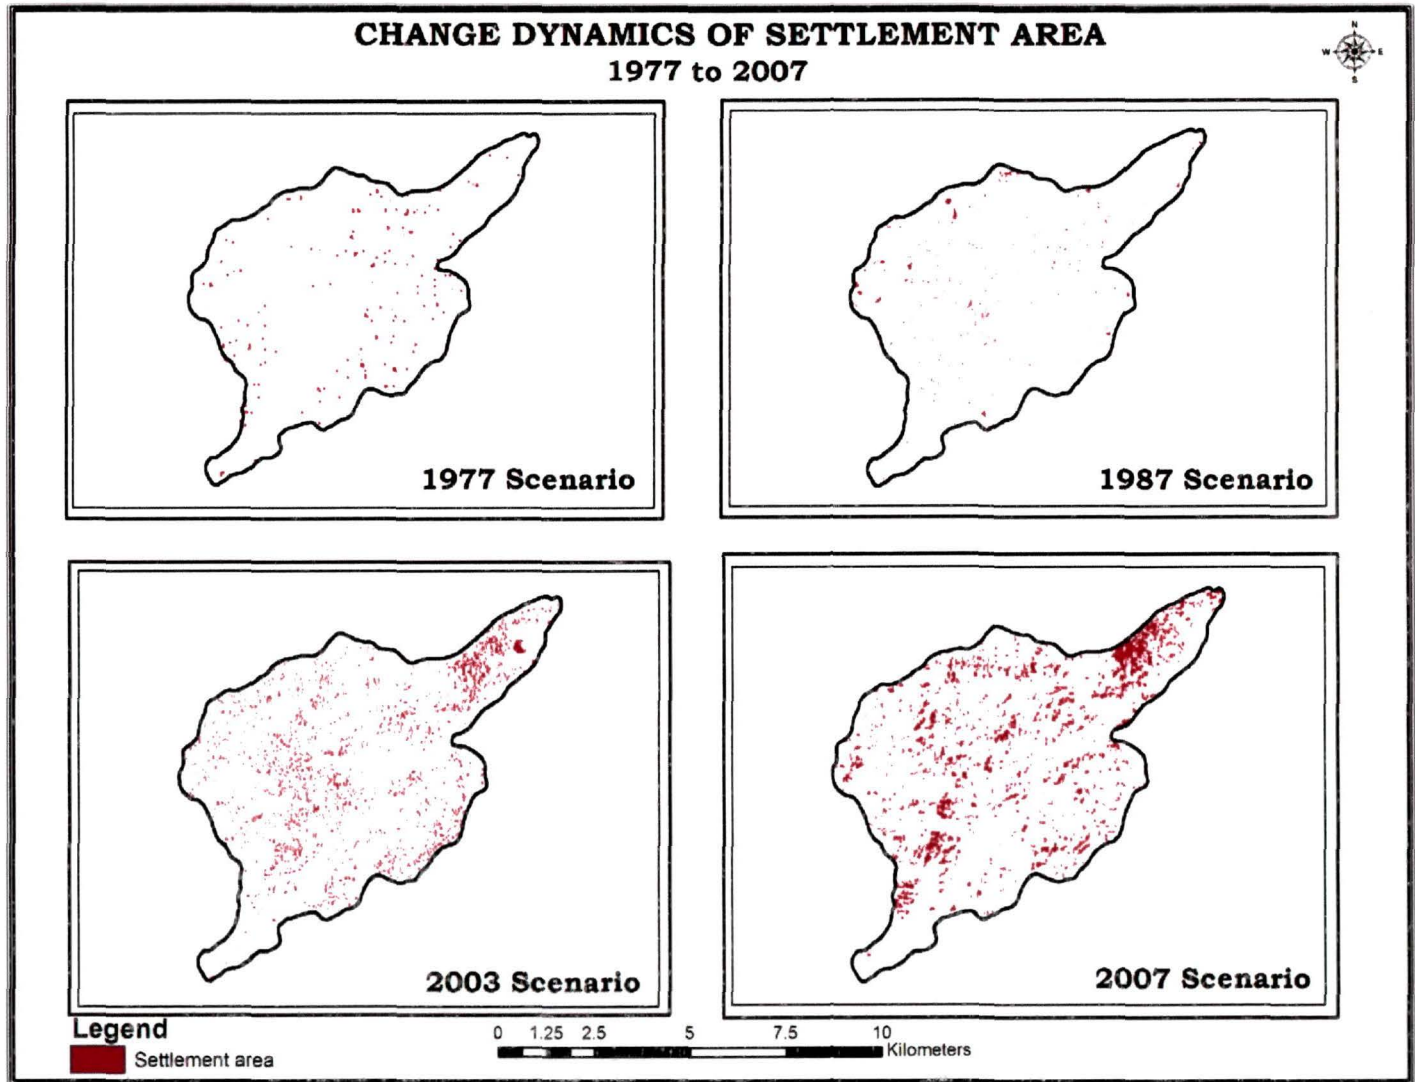 CHANGE DYNAMICS OF SETTLEMENT AREA
1977 to 2007
N
W E
S
1977 Scenario
1987 Scenario
2003 Scenario
2007 Scenario
Legend
Settlement area
0 1.25 2.5 5 7.5 10
Kilometers